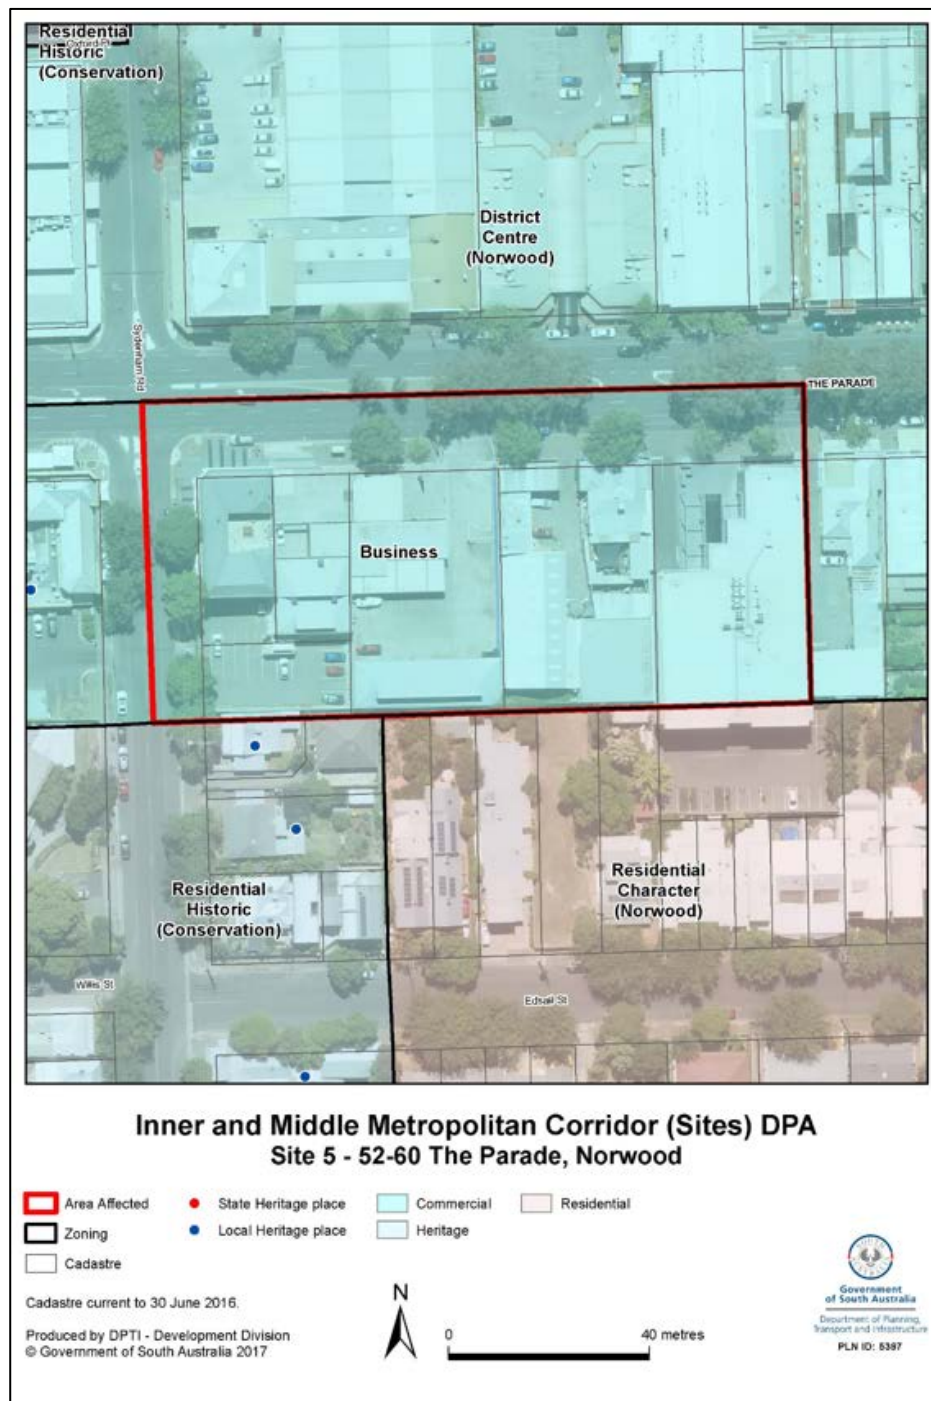 Residential
Historic
(Conservation)
Oxford Pl
District
Centre
(Norwood)
Sydenham Rd
THE PARADE
Business
Residential
Historic
(Conservation)
Residential
Character
(Norwood)
Willis St
Edsall St
Inner and Middle Metropolitan Corridor (Sites) DPA
Site 5 - 52-60 The Parade, Norwood
Area Affected
State Heritage place
Commercial
Residential
Zoning
Local Heritage place
Heritage
Cadastre
Cadastre current to 30 June 2016.
Produced by DPTI - Development Division
© Government of South Australia 2017
N
0
40 metres
SOUTH AUSTRALIA
Government
of South Australia
Department of Planning,
Transport and Infrastructure
PLN ID: 5397